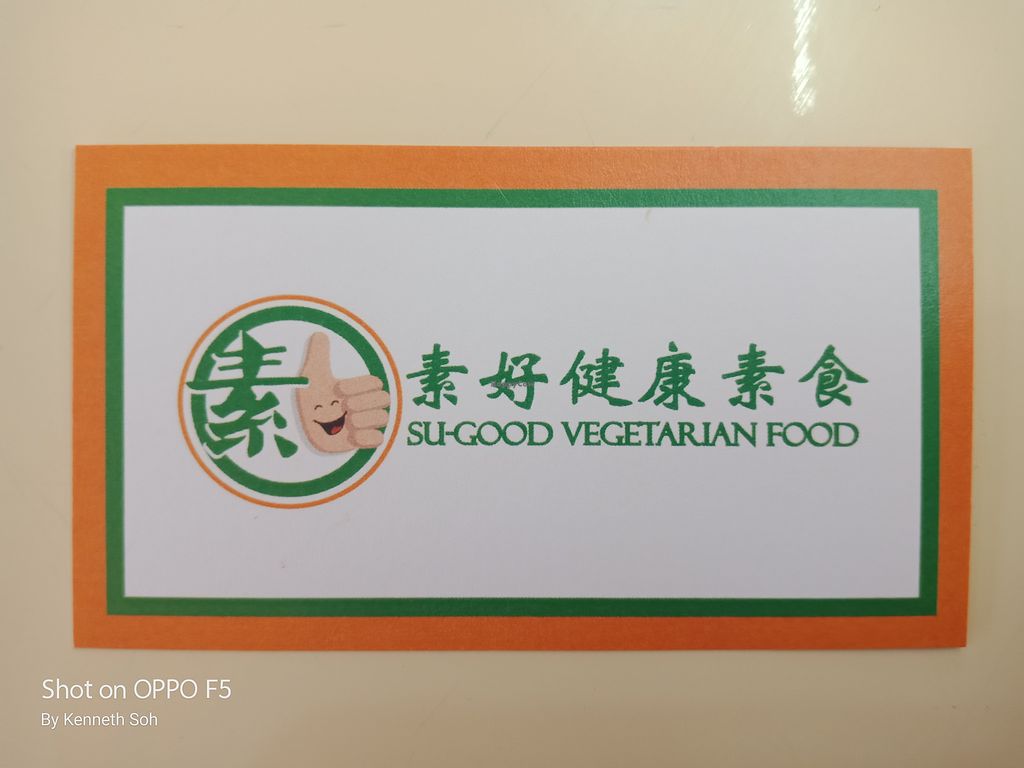 素
素好健康素食
SU-GOOD VEGETARIAN FOOD
Shot on OPPO F5
By Kenneth Soh